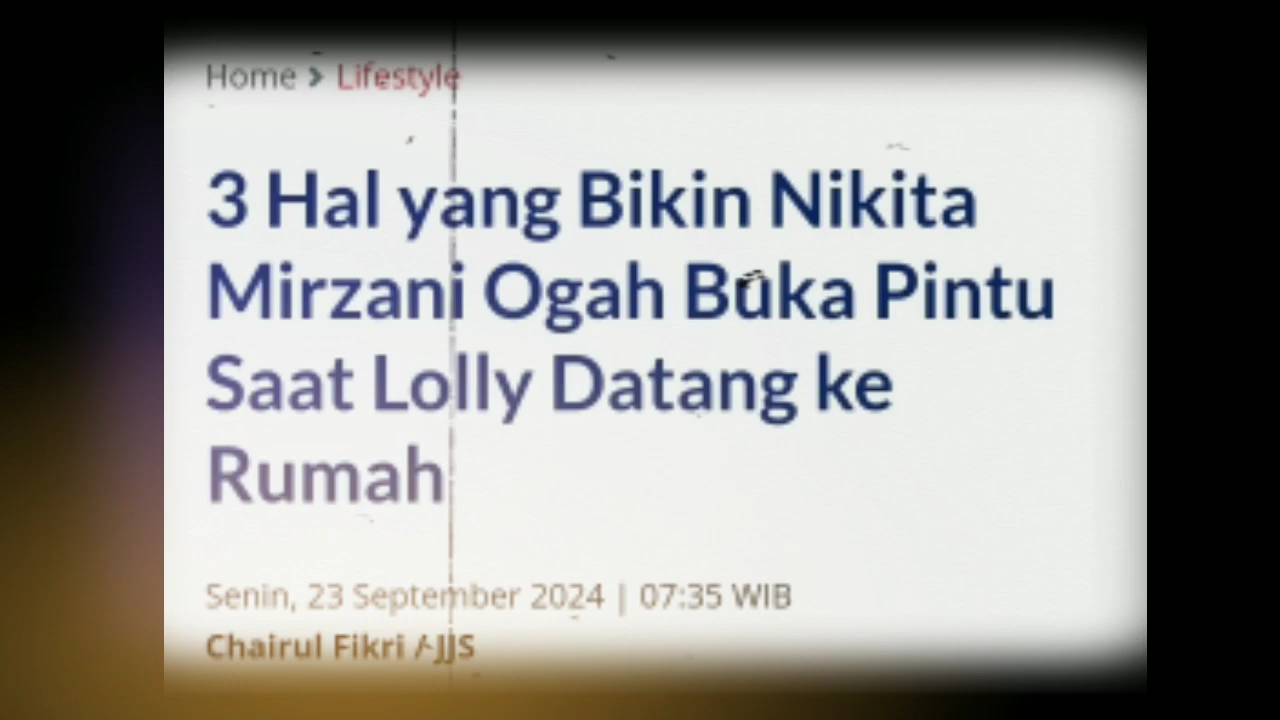 Home > Lifestyle
3 Hal yang Bikin Nikita
Mirzani Ogah Buka Pintu
Saat Lolly Datang ke
Rumah
Senin, 23 September 2024 | 07:35 WIB
Chairul Fikri / JJS